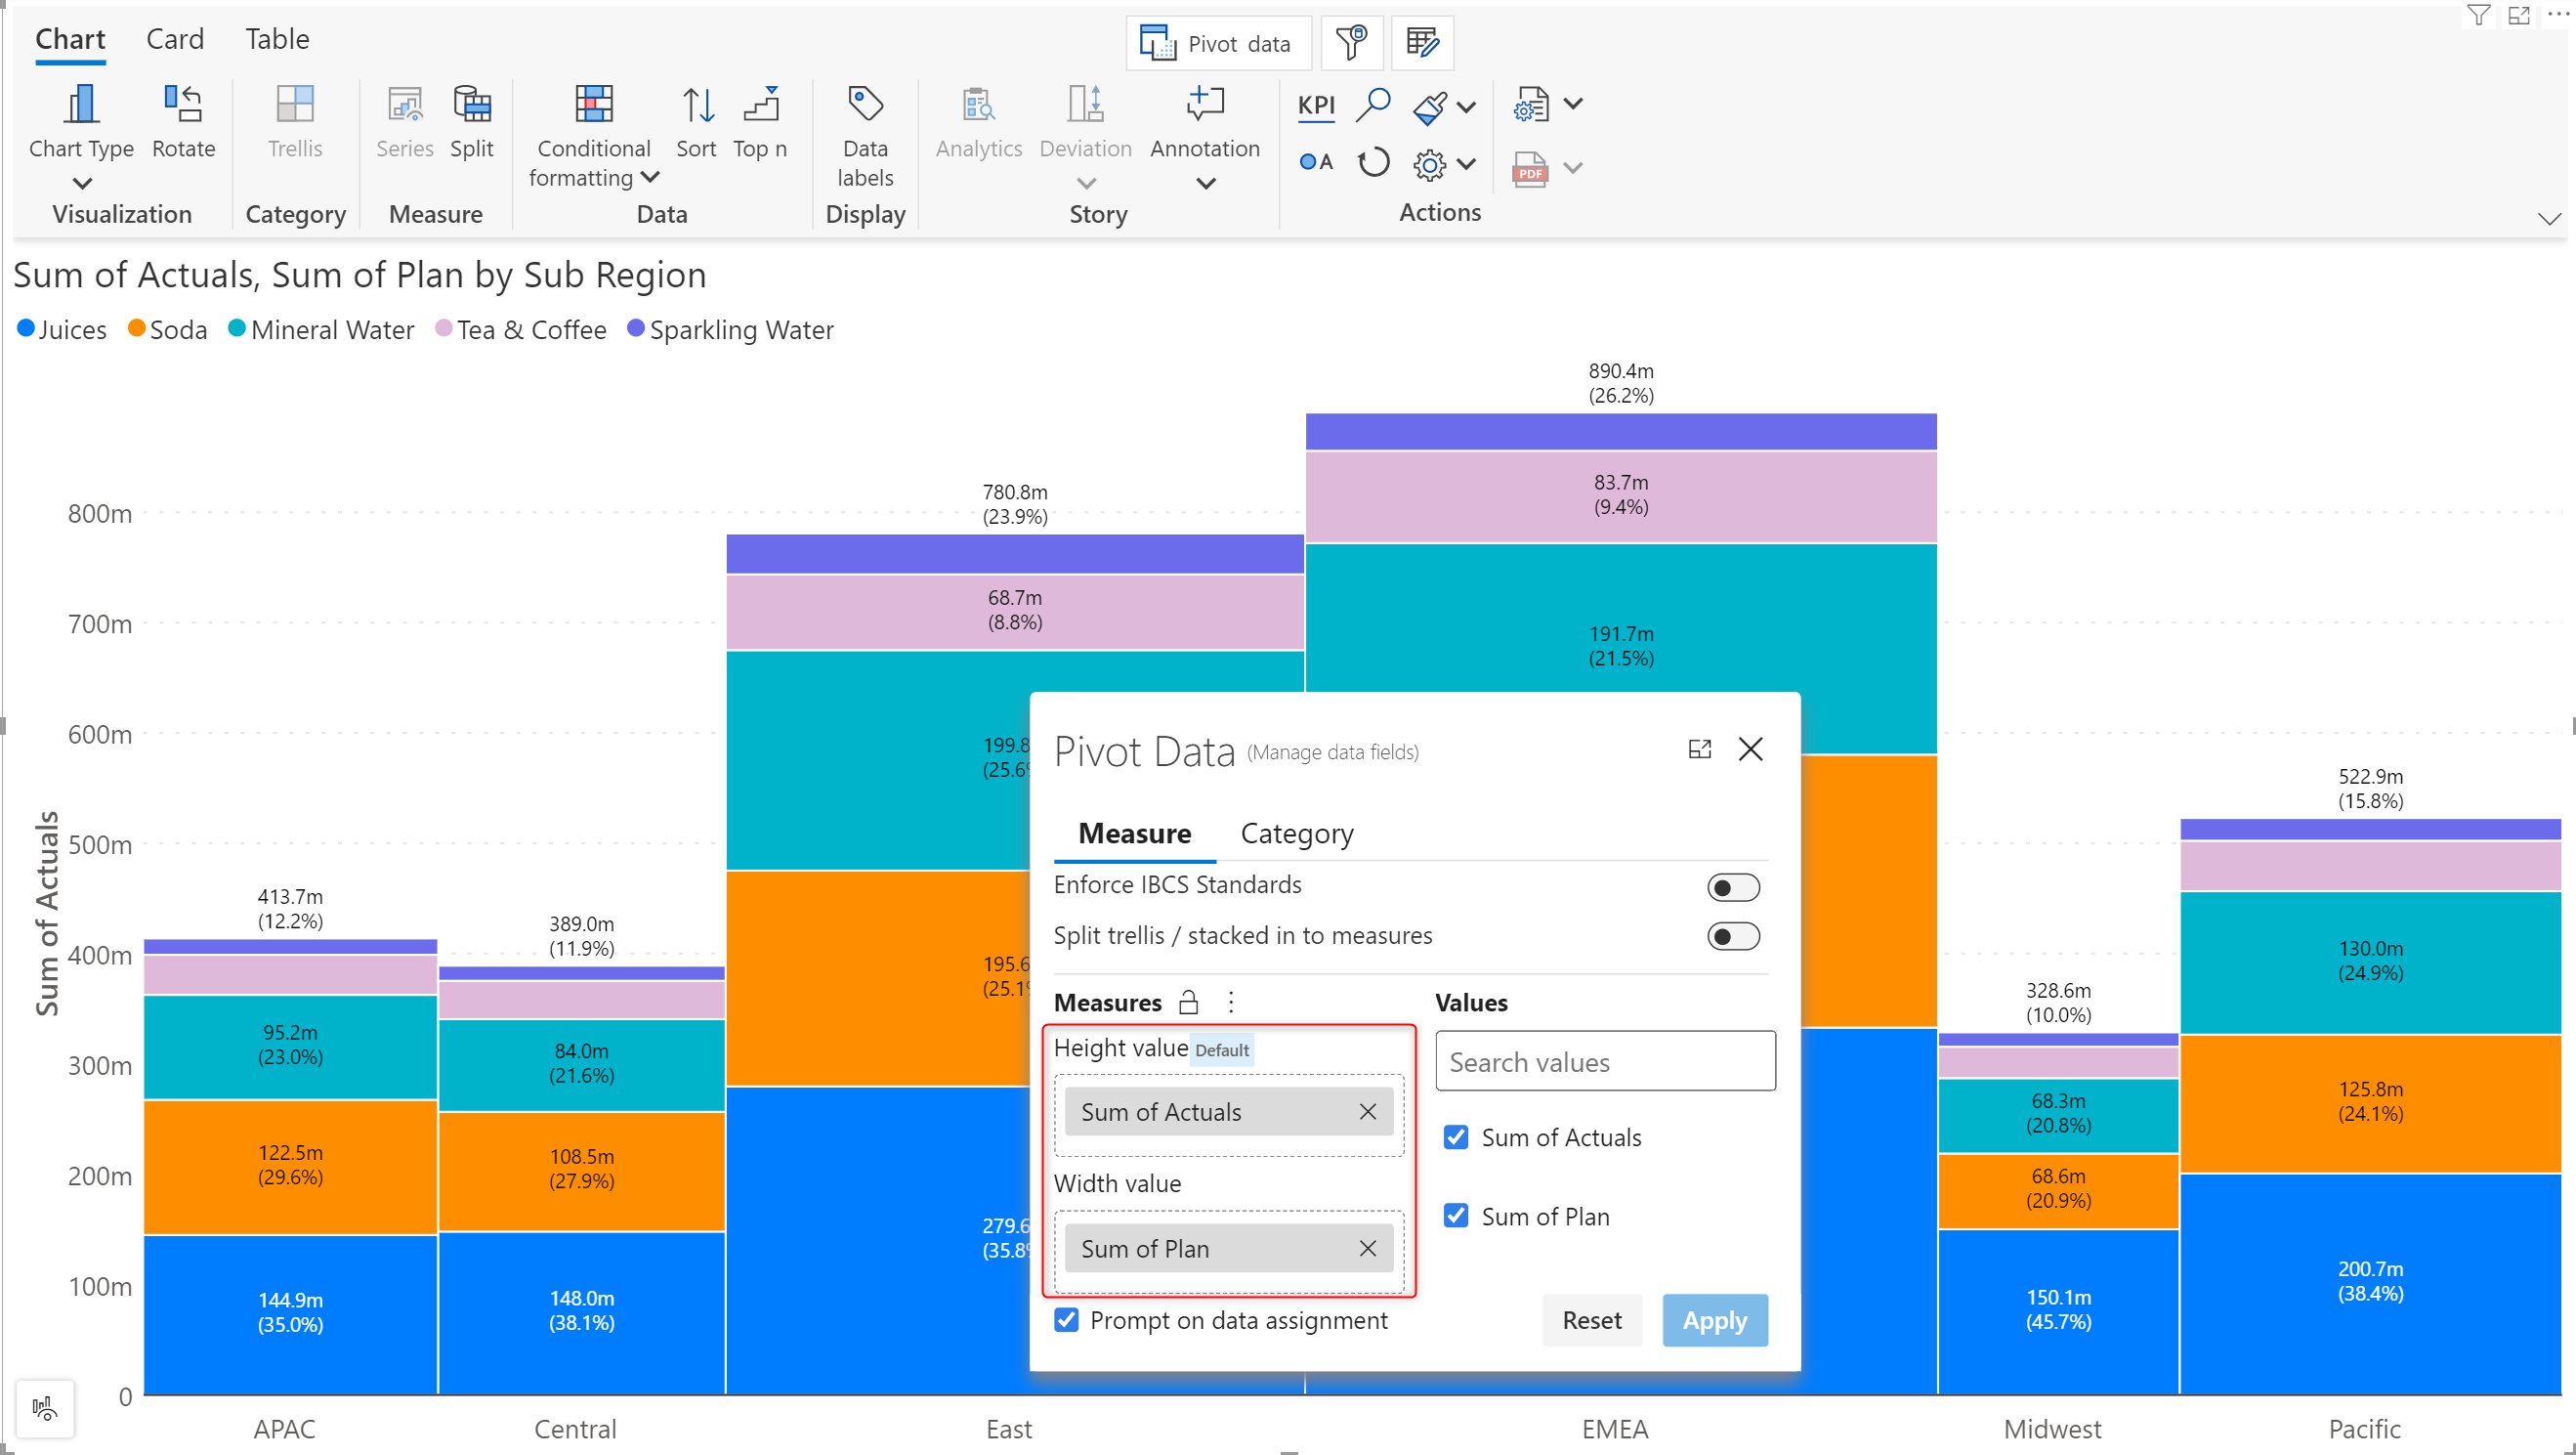 Chart Card Table
Pivot data
Chart Type Rotate Trellis Series Split Conditional formatting Sort Top n Data labels Analytics Deviation Annotation KPI A PDF
Visualization Category Measure Data Display Story Actions
Sum of Actuals, Sum of Plan by Sub Region
Juices Soda Mineral Water Tea & Coffee Sparkling Water
Sum of Actuals
800m
700m
600m
500m
400m
300m
200m
100m
0
413.7m
(12.2%)
95.2m
(23.0%)
122.5m
(29.6%)
144.9m
(35.0%)
389.0m
(11.9%)
84.0m
(21.6%)
108.5m
(27.9%)
148.0m
(38.1%)
780.8m
(23.9%)
68.7m
(8.8%)
199.8
(25.6
195.6
(25.1
279.6
(35.8
890.4m
(26.2%)
83.7m
(9.4%)
191.7m
(21.5%)
328.6m
(10.0%)
68.3m
(20.8%)
68.6m
(20.9%)
150.1m
(45.7%)
522.9m
(15.8%)
130.0m
(24.9%)
125.8m
(24.1%)
200.7m
(38.4%)
APAC Central East EMEA Midwest Pacific
Pivot Data (Manage data fields)
Measure Category
Enforce IBCS Standards
Split trellis / stacked in to measures
Measures
Height value Default
Sum of Actuals
Width value
Sum of Plan
Prompt on data assignment
Values
Search values
Sum of Actuals
Sum of Plan
Reset Apply